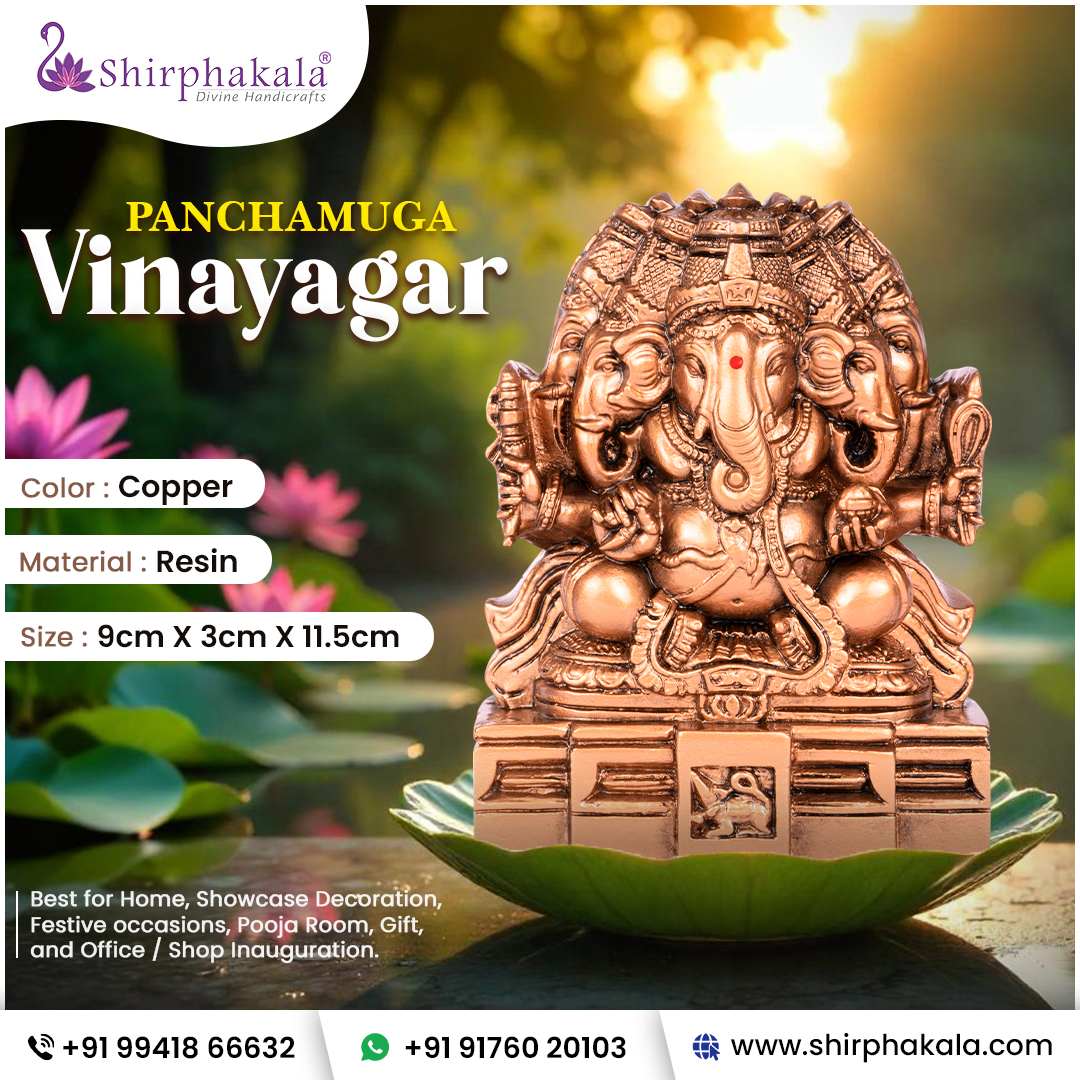 Shirphakala®
Divine Handicrafts
PANCHAMUGA
Vinayagar
Color : Copper
Material : Resin
Size : 9cm X 3cm X 11.5cm
Best for Home, Showcase Decoration,
Festive occasions, Pooja Room, Gift,
and Office / Shop Inauguration.
+91 99418 66632
+91 91760 20103
www.shirphakala.com